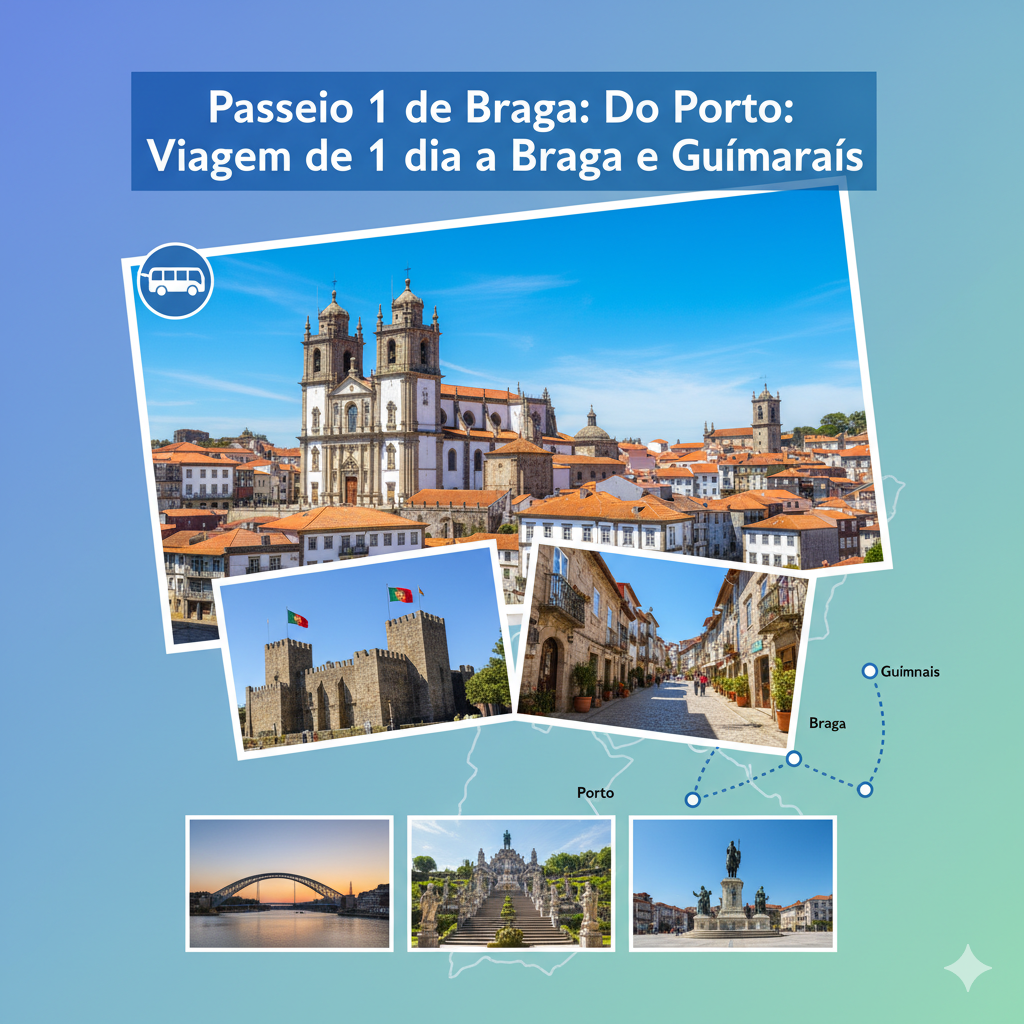 Passeio 1 de Braga: Do Porto:
Viagem de 1 dia a Braga e Guímaraís
Guímnais
Braga
Porto